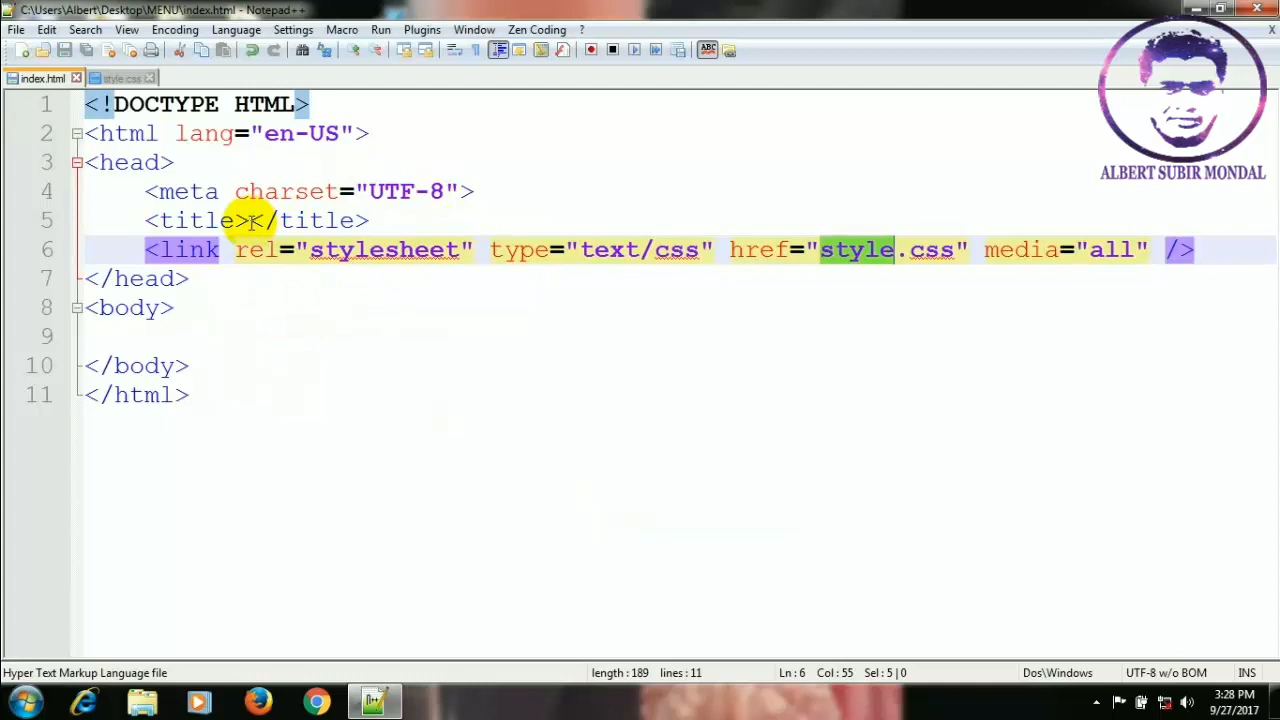 C:\Users\Albert\Desktop\MENU\index.html - Notepad++
File Edit Search View Encoding Language Settings Macro Run Plugins Window Zen Coding ? X
ABC
index.html style.css
1 <!DOCTYPE HTML>
2 <html lang="en-US">
3 <head>
4 <meta charset="UTF-8">
5 <title></title>
6 <link rel="stylesheet" type="text/css" href="style.css" media="all" />
7 </head>
8 <body>
9
10 </body>
11 </html>
ALBERT SUBIR MONDAL
Hyper Text Markup Language file length : 189 lines : 11 Ln : 6 Col : 55 Sel : 5 | 0 Dos\Windows UTF-8 w/o BOM INS
3:28 PM
9/27/2017